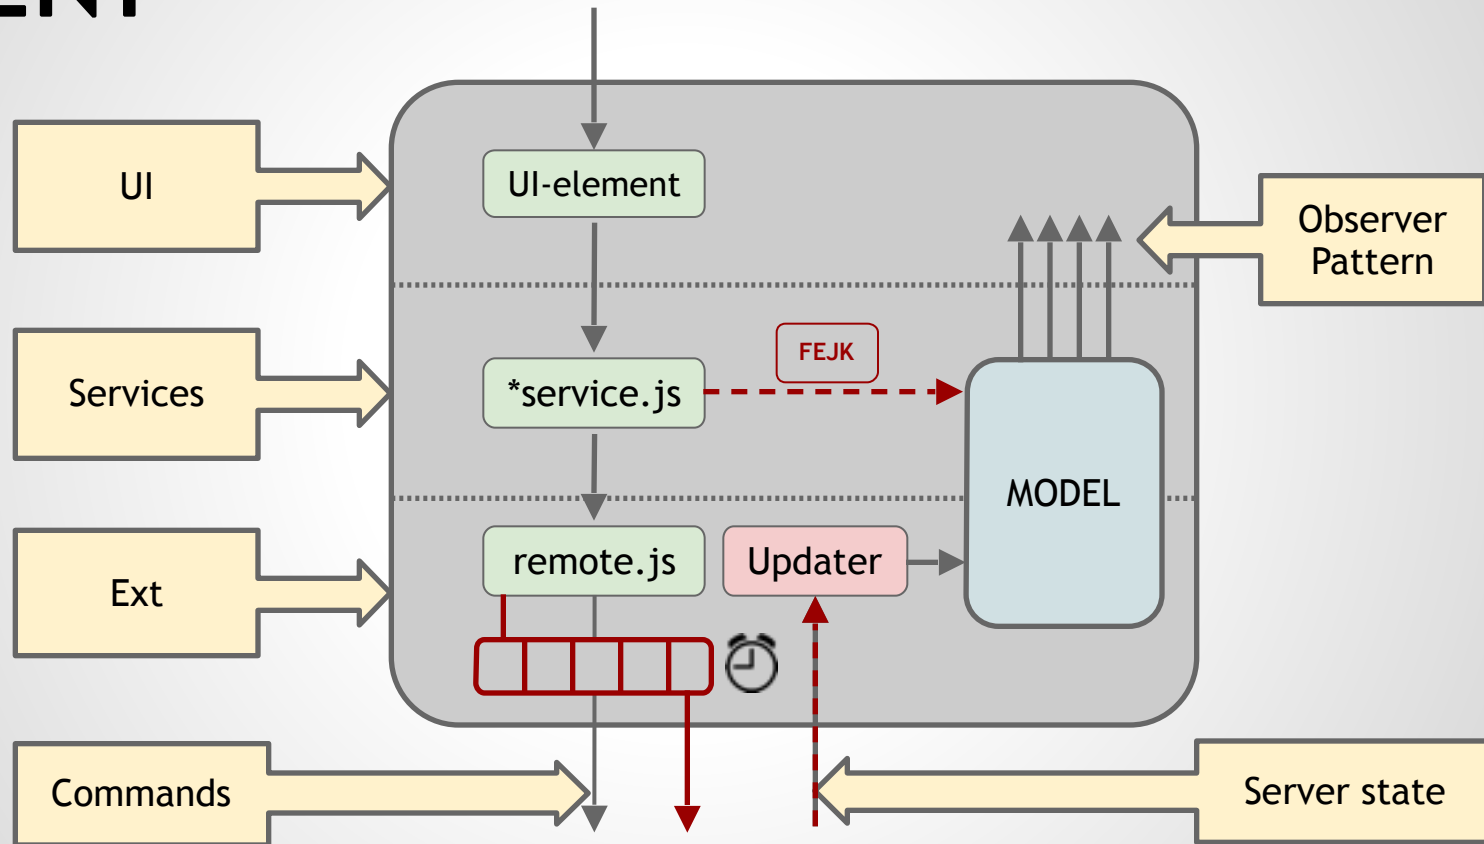 UI
UI-element
Observer
Pattern
FEJK
Services
*service.js
MODEL
Ext
remote.js
Updater
Commands
Server state